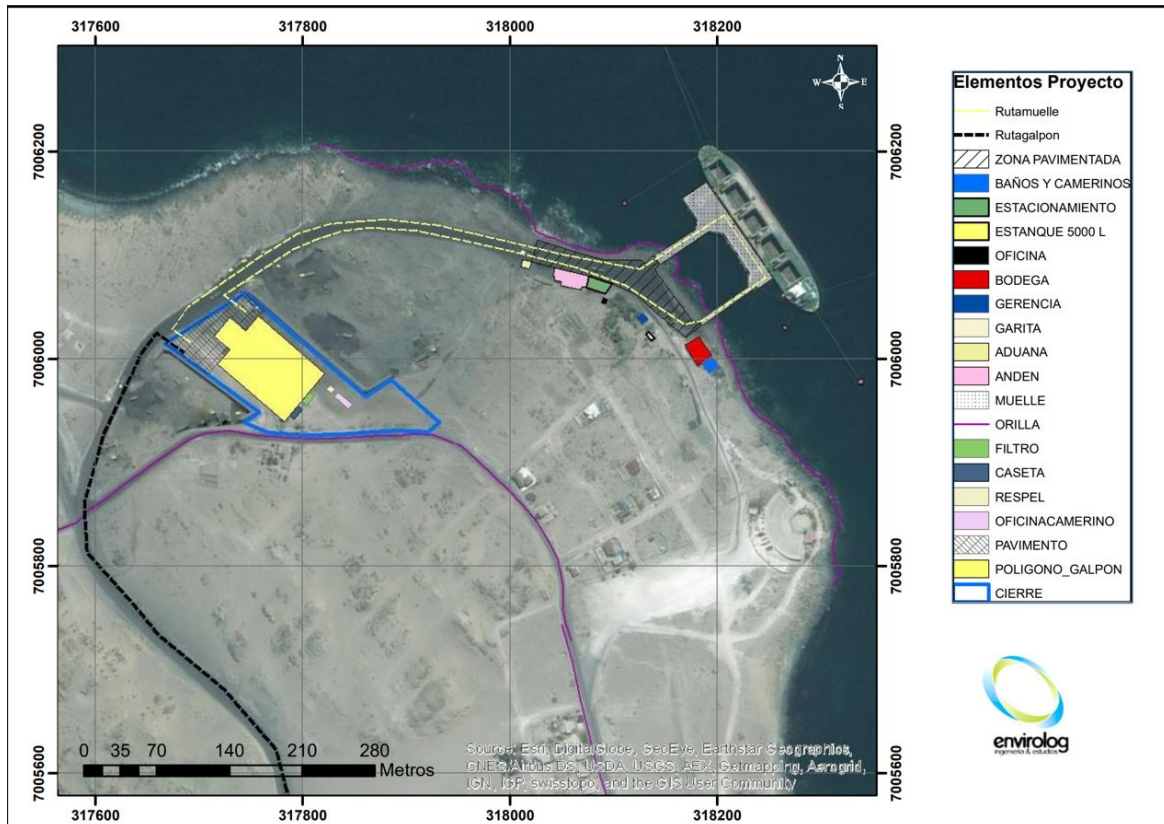 317600 317800 318000 318200
N
W E
S
7006200 7006200
7006000 7006000
7005800 7005800
7005600 7005600
0 35 70 140 210 280
Metros
Source: Esri, DigitalGlobe, GeoEye, Earthstar Geographics,
CNES/Airbus DS, USDA, USGS, AEX, Getmapping, Aerogrid,
IGN, IGP, swisstopo, and the GIS User Community
317600 317800 318000 318200
Elementos Proyecto
Rutamuelle
Rutagalpon
ZONA PAVIMENTADA
BAÑOS Y CAMERINOS
ESTACIONAMIENTO
ESTANQUE 5000 L
OFICINA
BODEGA
GERENCIA
GARITA
ADUANA
ANDEN
MUELLE
ORILLA
FILTRO
CASETA
RESPEL
OFICINACAMERINO
PAVIMENTO
POLIGONO_GALPON
CIERRE
envirolog
ingeniería & estudios